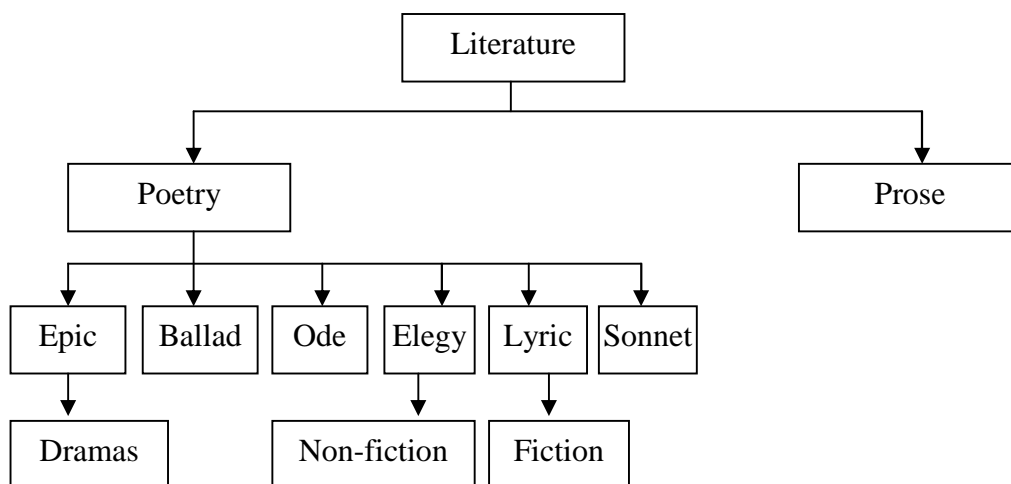 Literature
Poetry
Prose
Epic
Ballad
Ode
Elegy
Lyric
Sonnet
Dramas
Non-fiction
Fiction